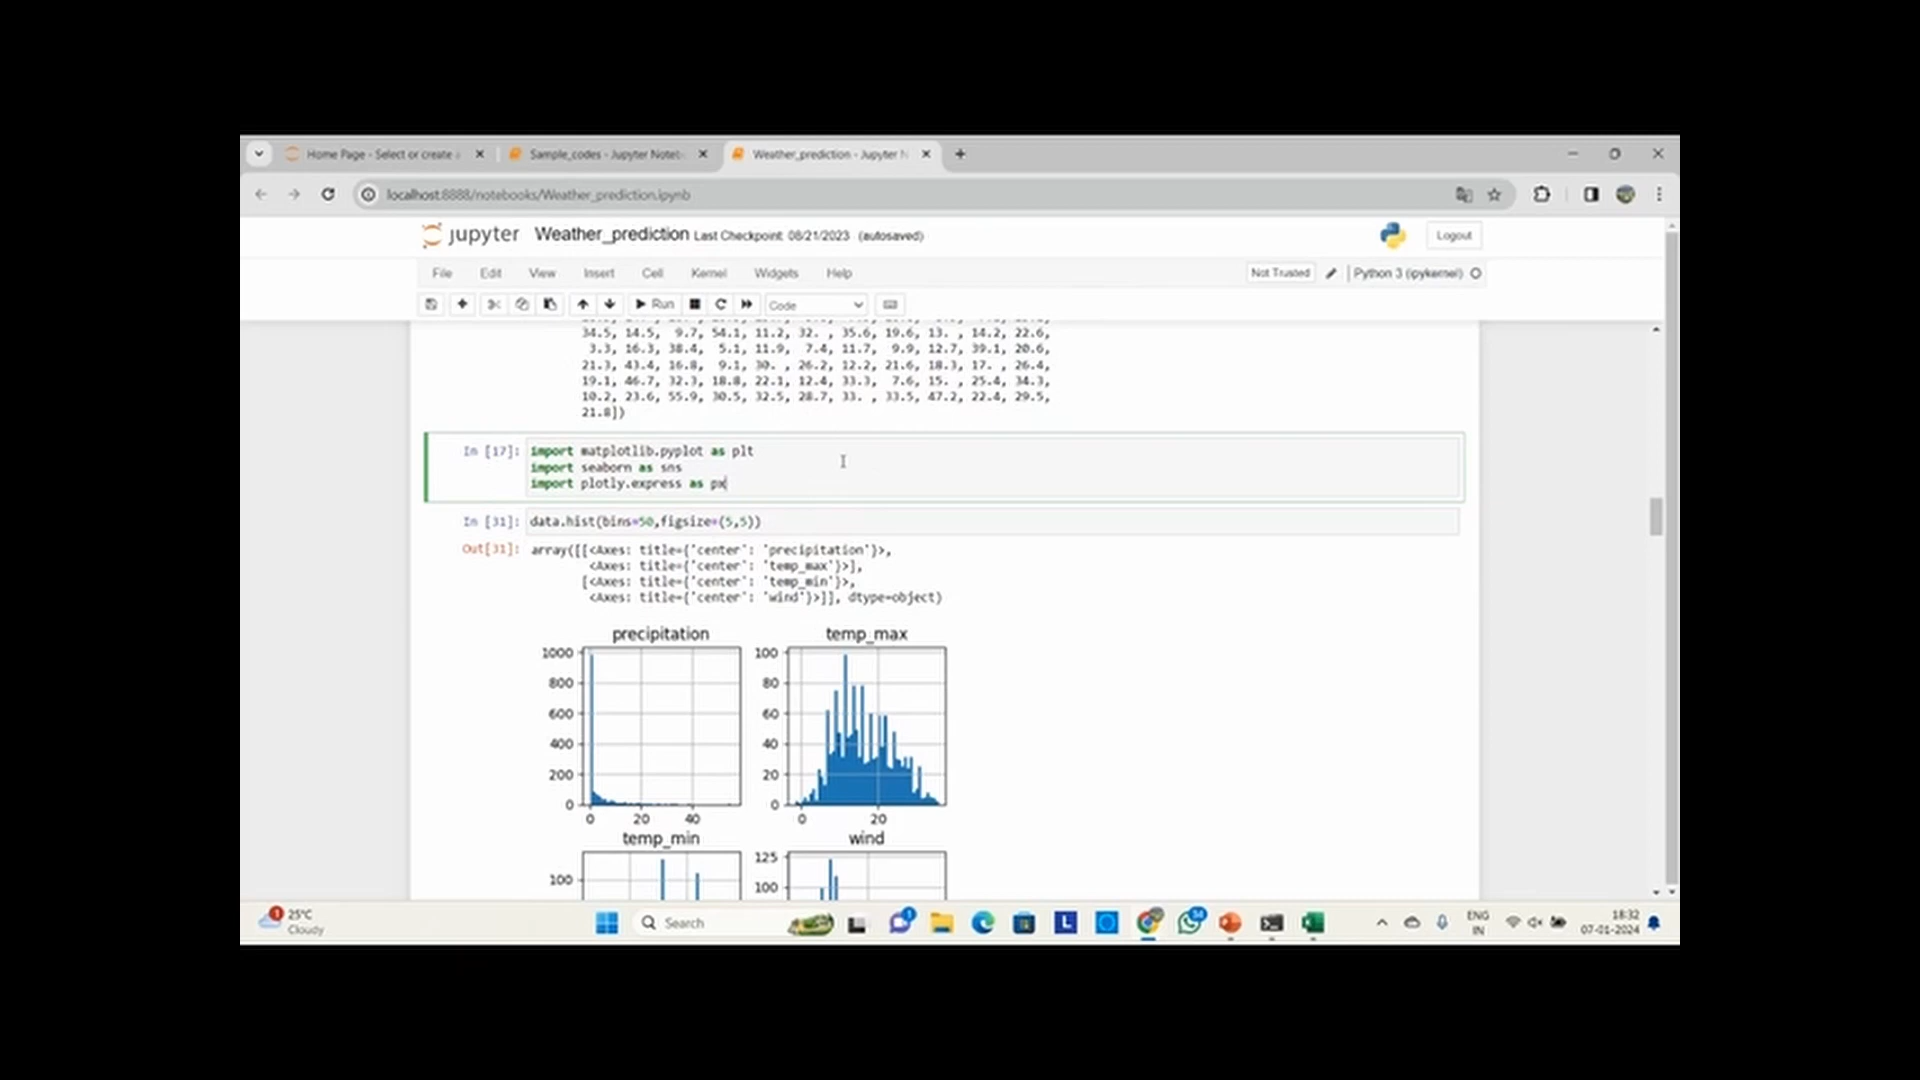 Home Page - Select or create a
Sample_codes - Jupyter Noteb
Weather_prediction - Jupyter N
localhost:8888/notebooks/Weather_prediction.ipynb
jupyter Weather_prediction Last Checkpoint: 08/21/2023 (autosaved)
Logout
File Edit View Insert Cell Kernel Widgets Help
Not Trusted
Python 3 (ipykernel)
Run
Code
34.5, 14.5, 9.7, 54.1, 11.2, 32. , 35.6, 19.6, 13. , 14.2, 22.6,
3.3, 16.3, 38.4, 5.1, 11.9, 7.4, 11.7, 9.9, 12.7, 39.1, 20.6,
21.3, 43.4, 16.8, 9.1, 30. , 26.2, 12.2, 21.6, 18.3, 17. , 26.4,
19.1, 46.7, 32.3, 18.8, 22.1, 12.4, 33.3, 7.6, 15. , 25.4, 34.3,
10.2, 23.6, 55.9, 30.5, 32.5, 28.7, 33. , 33.5, 47.2, 22.4, 29.5,
21.8])
In [17]: import matplotlib.pyplot as plt
import seaborn as sns
import plotly.express as px
In [31]: data.hist(bins=50,figsize=(5,5))
Out[31]: array([[<Axes: title={'center': 'precipitation'}>,
<Axes: title={'center': 'temp_max'}>],
[<Axes: title={'center': 'temp_min'}>,
<Axes: title={'center': 'wind'}>]], dtype=object)
precipitation temp_max
1000 100
800 80
600 60
400 40
200 20
0 0
0 20 40 0 20
temp_min wind
125
100 100
1 25°C
Cloudy
Search
1
34
ENG
IN
18:32
07-01-2024